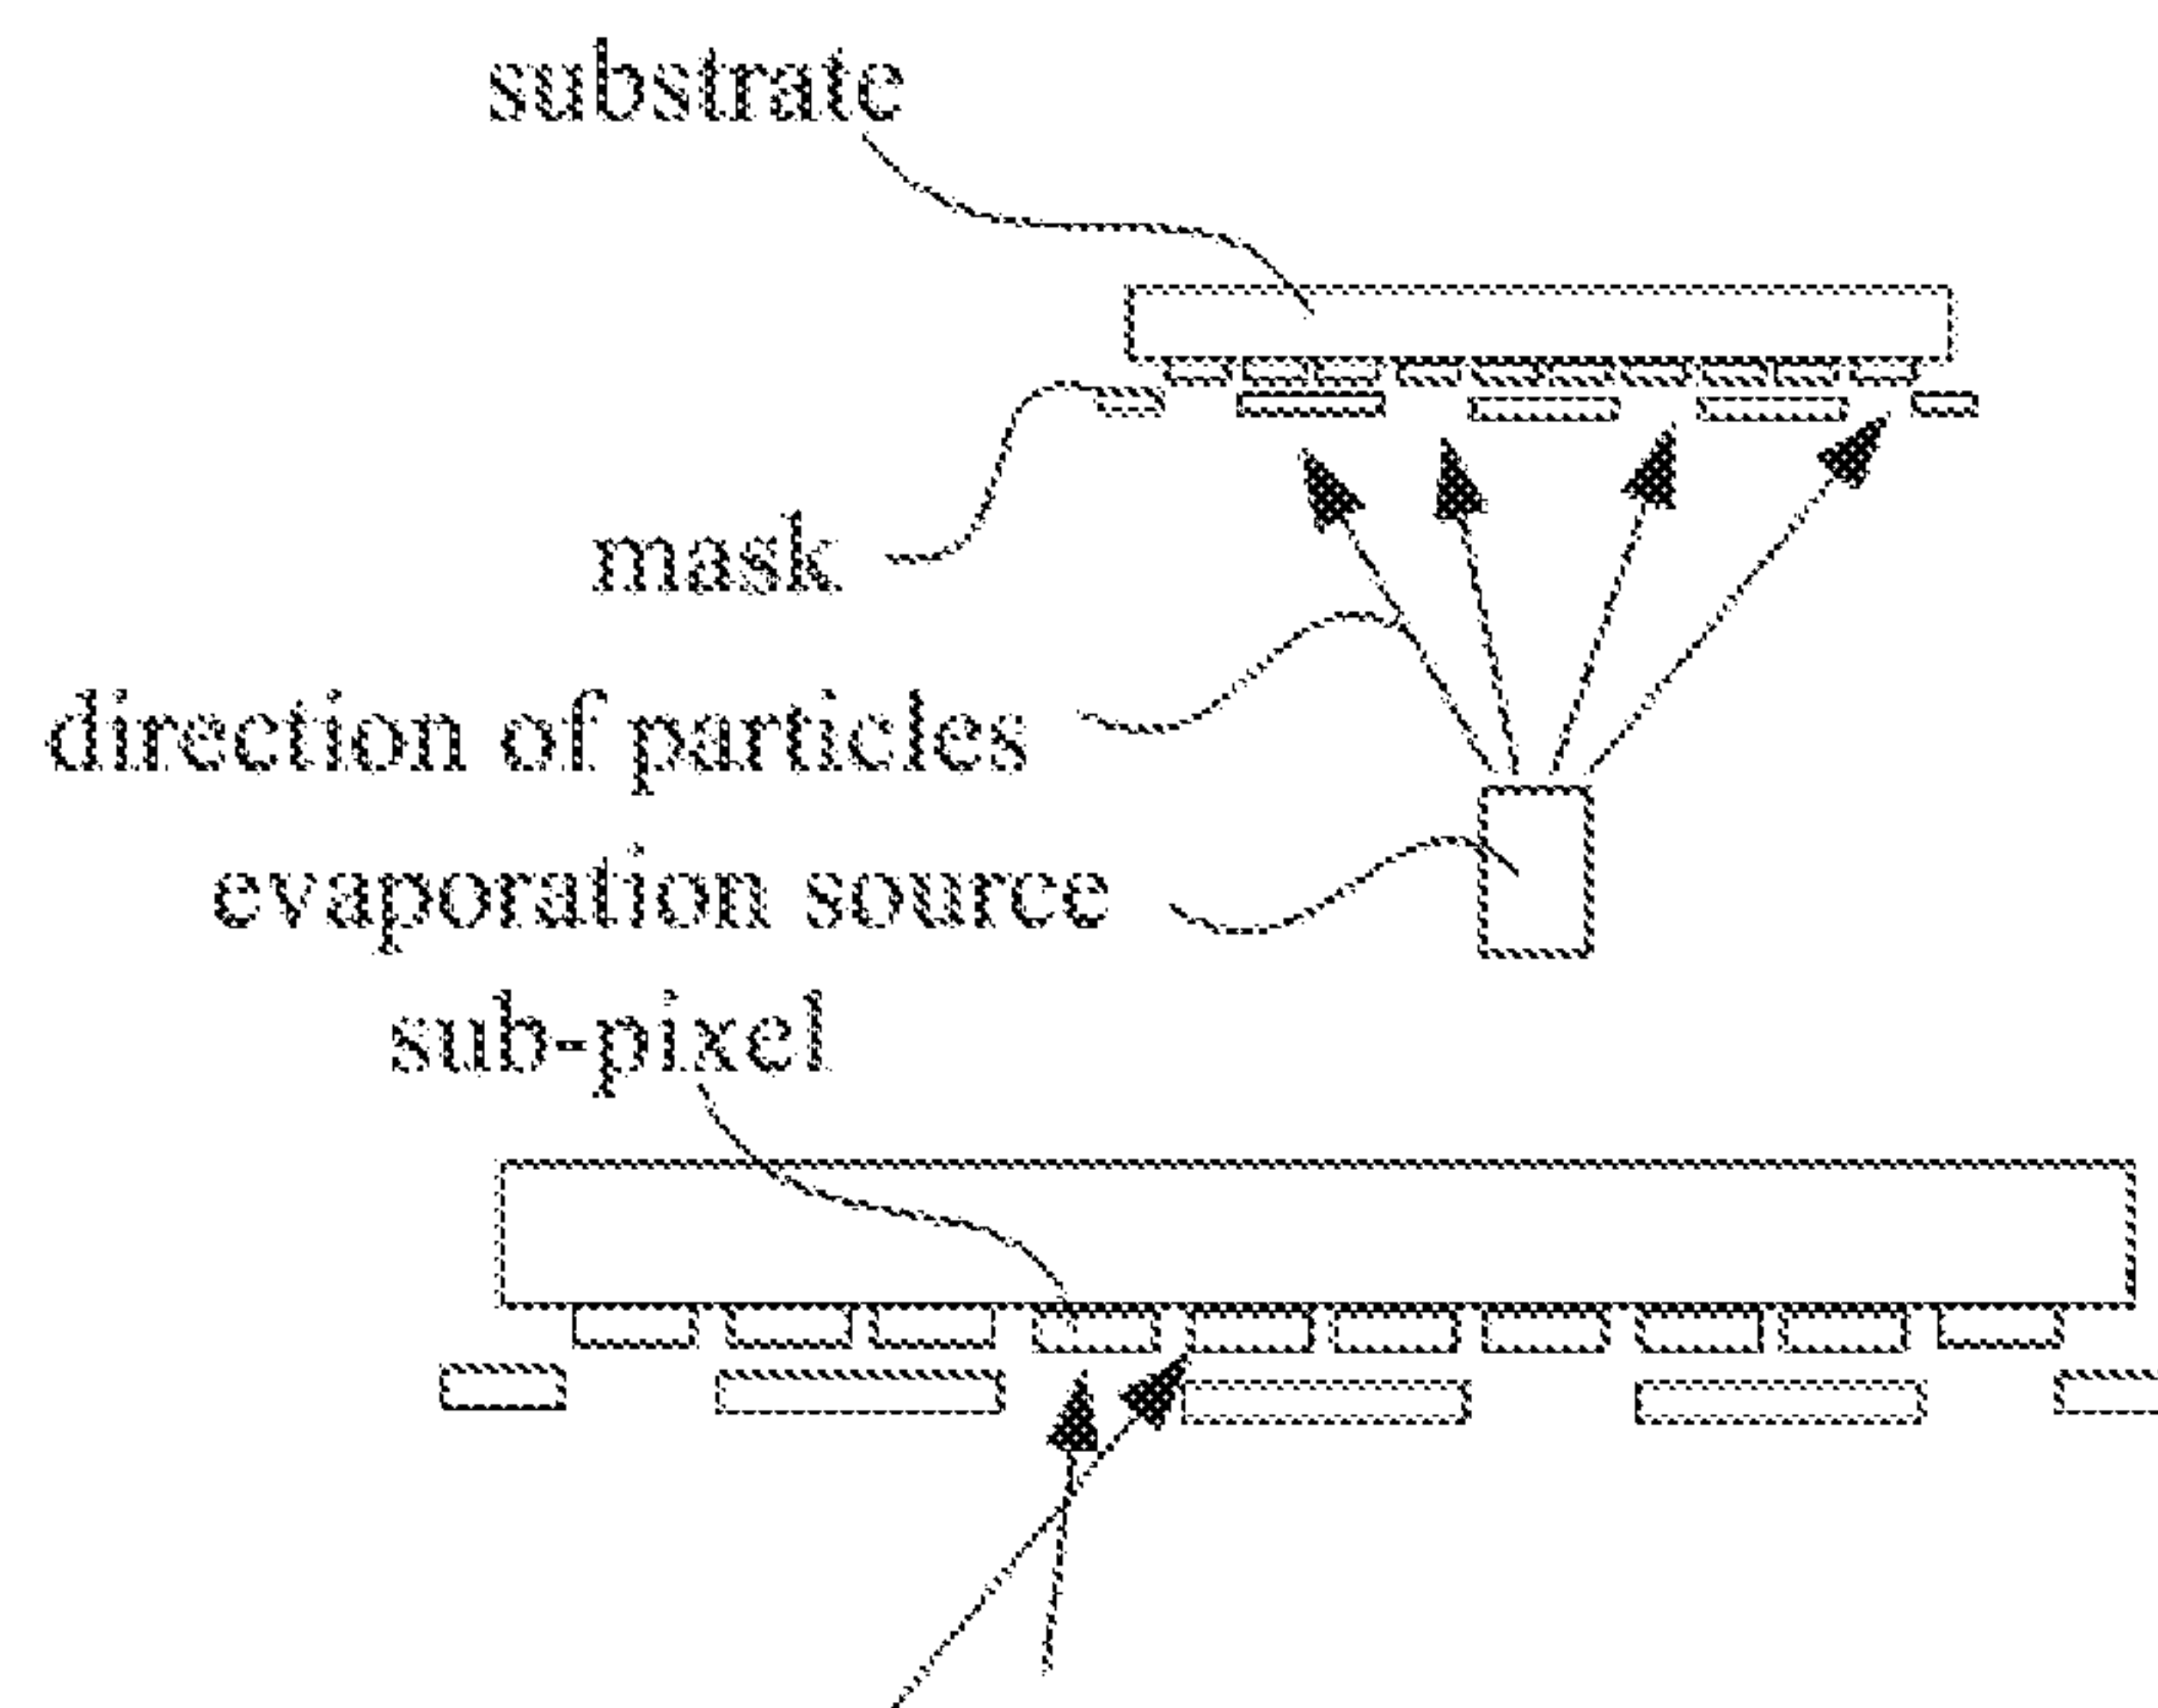 substrate
mask
direction of particles
evaporation source
sub-pixel